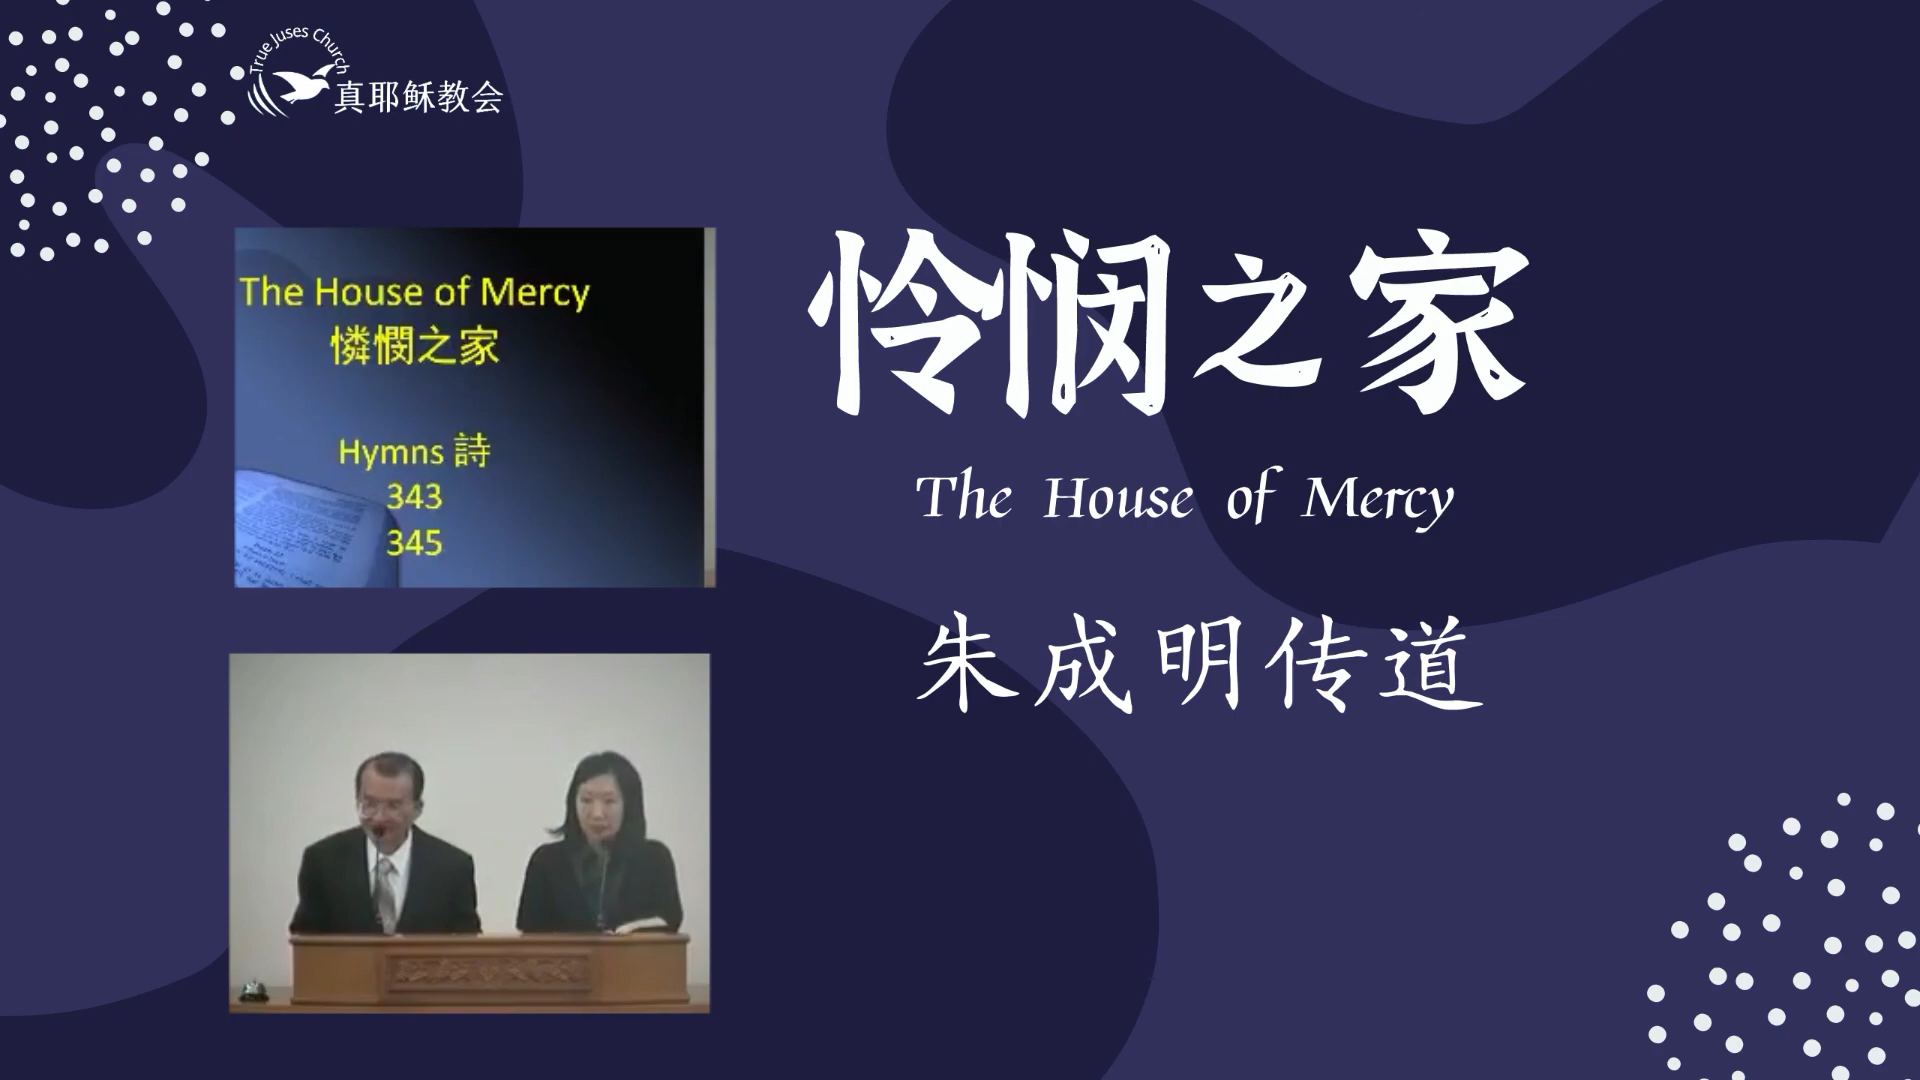 True Juses Church
真耶稣教会
The House of Mercy
憐憫之家
Hymns 詩
343
345
怜悯之家
The House of Mercy
朱成明传道